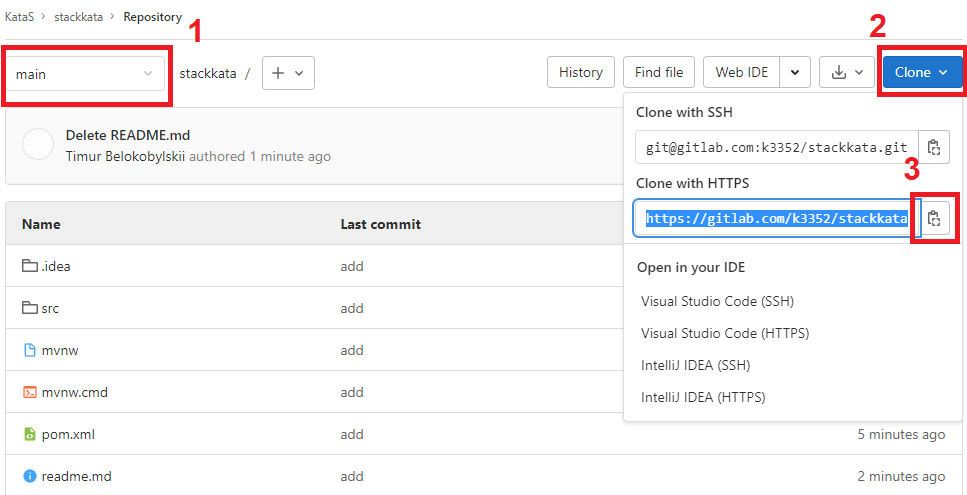 KataS > stackkata > Repository
1
2
main
stackkata / +
History
Find file
Web IDE
Clone
Delete README.md
Timur Belokobylskii authored 1 minute ago
Clone with SSH
git@gitlab.com:k3352/stackkata.git
3
Clone with HTTPS
https://gitlab.com/k3352/stackkata
Open in your IDE
Visual Studio Code (SSH)
Visual Studio Code (HTTPS)
IntelliJ IDEA (SSH)
IntelliJ IDEA (HTTPS)
Name Last commit
.idea add
src add
mvnw add
mvnw.cmd add
pom.xml add 5 minutes ago
readme.md add 2 minutes ago